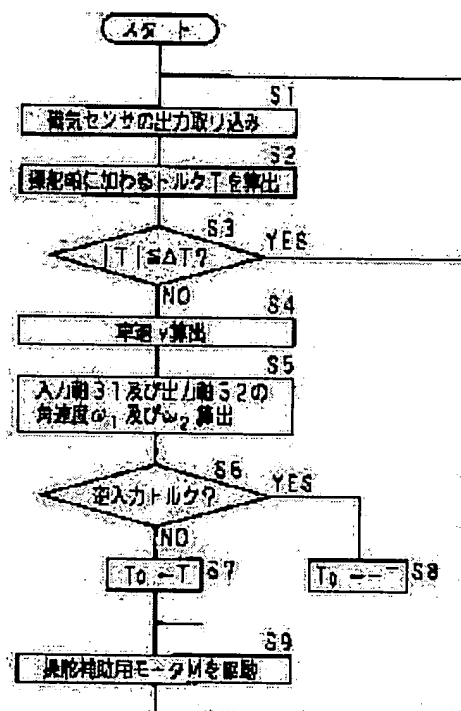 スタート
S1
磁気センサの出力取り込み
S2
操舵軸に加わるトルクTを算出
S3
|T|≦ΔT?
YES
NO
S4
車速v算出
S5
入力軸31及び出力軸32の
角速度ω₁及びω₂算出
S6
逆入力トルク?
YES
NO
T₀ ← T
S7
T₀ ←
S8
S9
操舵補助用モータMを駆動